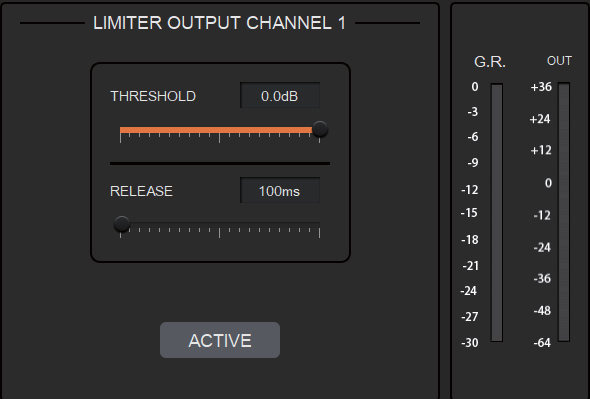 LIMITER OUTPUT CHANNEL 1
THRESHOLD 0.0dB
RELEASE 100ms
ACTIVE
G.R. OUT
0 +36
-3
+24
-6
-9 +12
-12 0
-15 -12
-18
-21 -24
-24 -36
-27 -48
-30 -64